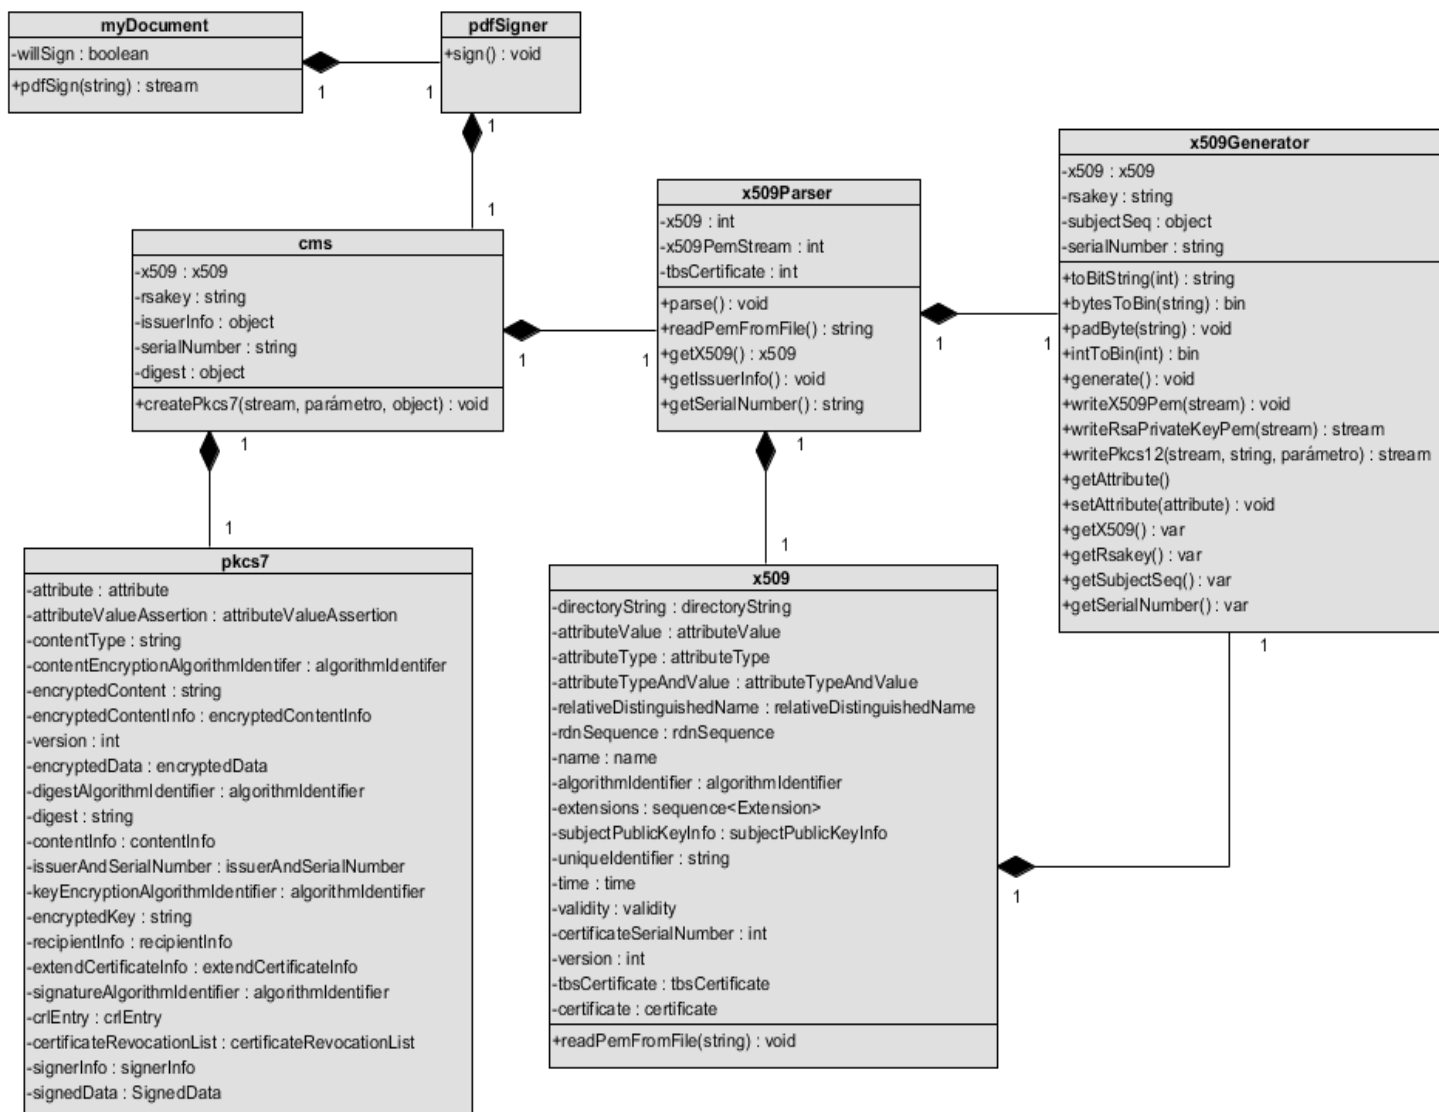 myDocument
-willSign : boolean
+pdfSign(string) : stream
1
1
pdfSigner
+sign() : void
1
1
cms
-x509 : x509
-rsakey : string
-issuerInfo : object
-serialNumber : string
-digest : object
+createPkcs7(stream, parámetro, object) : void
1
1
1
1
x509Parser
-x509 : int
-x509PemStream : int
-tbsCertificate : int
+parse() : void
+readPemFromFile() : string
+getX509() : x509
+getIssuerInfo() : void
+getSerialNumber() : string
1
1
1
1
x509Generator
-x509 : x509
-rsakey : string
-subjectSeq : object
-serialNumber : string
+toBitString(int) : string
+bytesToBin(string) : bin
+padByte(string) : void
+intToBin(int) : bin
+generate() : void
+writeX509Pem(stream) : void
+writeRsaPrivateKeyPem(stream) : stream
+writePkcs12(stream, string, parámetro) : stream
+getAttribute()
+setAttribute(attribute) : void
+getX509() : var
+getRsakey() : var
+getSubjectSeq() : var
+getSerialNumber() : var
1
1
pkcs7
-attribute : attribute
-attributeValueAssertion : attributeValueAssertion
-contentType : string
-contentEncryptionAlgorithmIdentifer : algorithmIdentifer
-encryptedContent : string
-encryptedContentInfo : encryptedContentInfo
-version : int
-encryptedData : encryptedData
-digestAlgorithmIdentifier : algorithmIdentifier
-digest : string
-contentInfo : contentInfo
-issuerAndSerialNumber : issuerAndSerialNumber
-keyEncryptionAlgorithmIdentifier : algorithmIdentifier
-encryptedKey : string
-recipientInfo : recipientInfo
-extendCertificateInfo : extendCertificateInfo
-signatureAlgorithmIdentifier : algorithmIdentifier
-crlEntry : crlEntry
-certificateRevocationList : certificateRevocationList
-signerInfo : signerInfo
-signedData : SignedData
x509
-directoryString : directoryString
-attributeValue : attributeValue
-attributeType : attributeType
-attributeTypeAndValue : attributeTypeAndValue
-relativeDistinguishedName : relativeDistinguishedName
-rdnSequence : rdnSequence
-name : name
-algorithmIdentifier : algorithmIdentifier
-extensions : sequence<Extension>
-subjectPublicKeyInfo : subjectPublicKeyInfo
-uniqueIdentifier : string
-time : time
-validity : validity
-certificateSerialNumber : int
-version : int
-tbsCertificate : tbsCertificate
-certificate : certificate
+readPemFromFile(string) : void